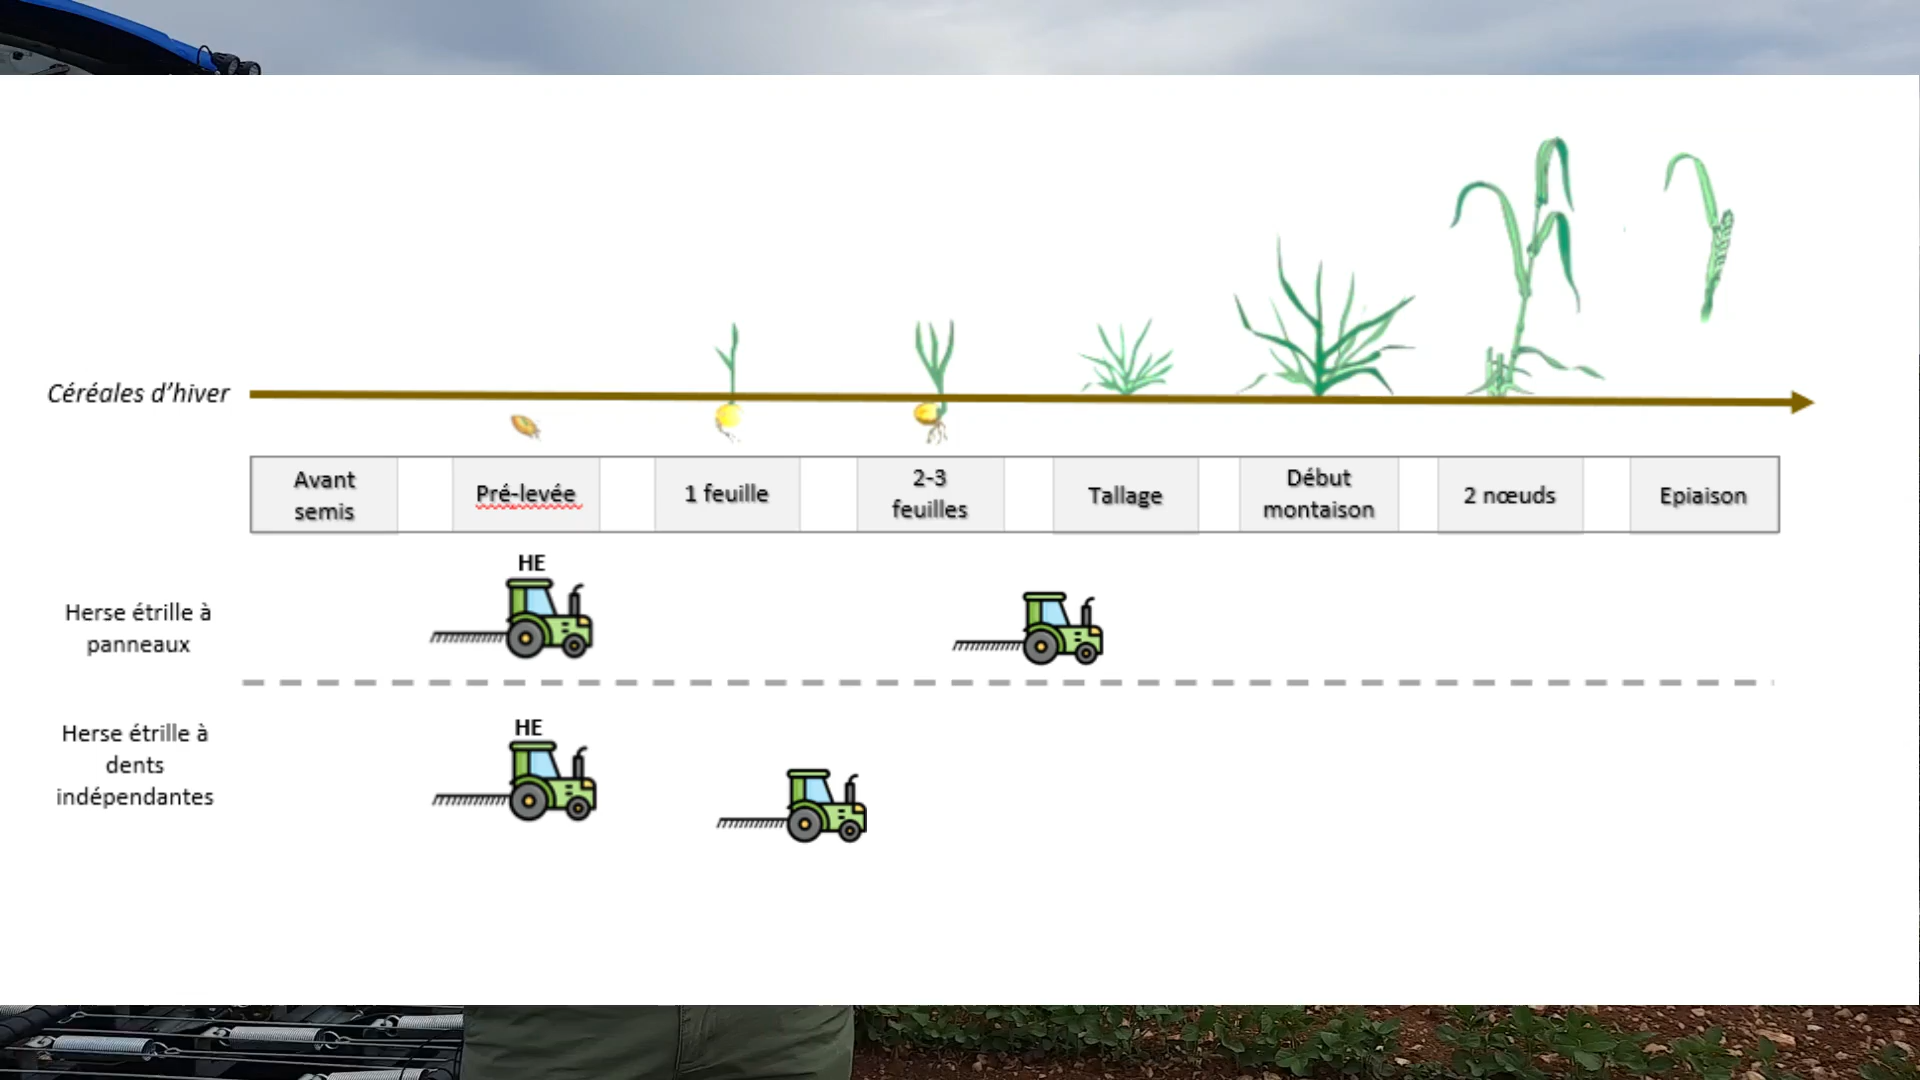 Céréales d’hiver
Avant
semis
Pré-levée
1 feuille
2-3
feuilles
Tallage
Début
montaison
2 nœuds
Epiaison
HE
Herse étrille à
panneaux
HE
Herse étrille à
dents
indépendantes